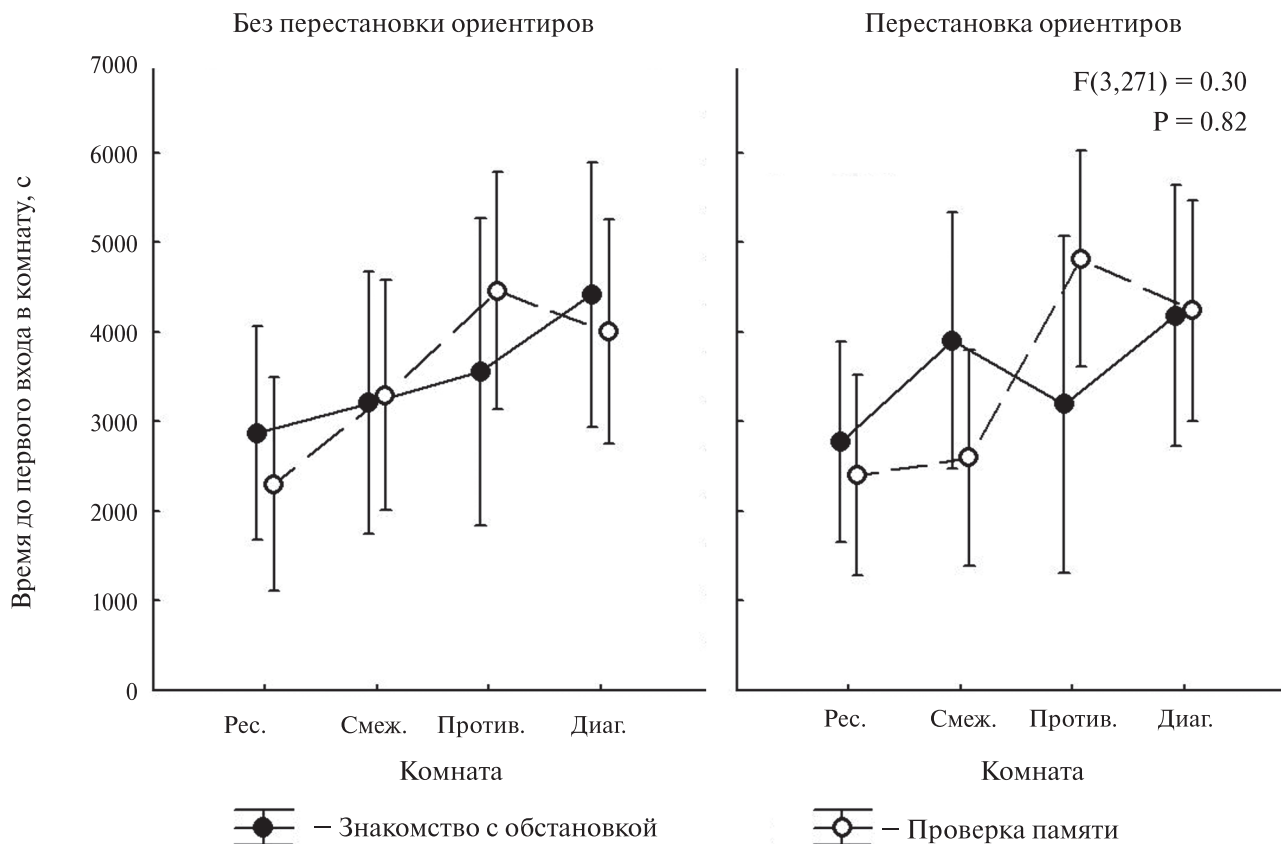 Без перестановки ориентиров
Перестановка ориентиров
F(3,271) = 0.30
P = 0.82
Время до первого входа в комнату, с
7000
6000
5000
4000
3000
2000
1000
0
Рес. Смеж. Против. Диаг.
Рес. Смеж. Против. Диаг.
Комната
Комната
– Знакомство с обстановкой
– Проверка памяти